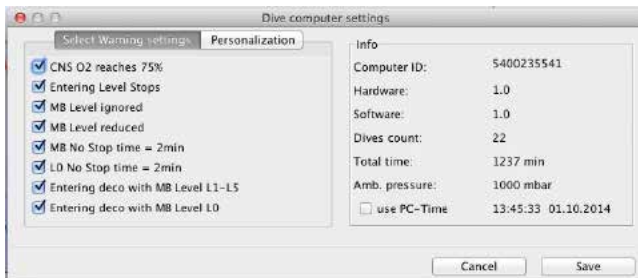 Dive computer settings
Select Warning settings Personalization
CNS O2 reaches 75%
Entering Level Stops
MB Level ignored
MB Level reduced
MB No Stop time = 2min
L0 No Stop time = 2min
Entering deco with MB Level L1-L5
Entering deco with MB Level L0
Info
Computer ID: 5400235541
Hardware: 1.0
Software: 1.0
Dives count: 22
Total time: 1237 min
Amb. pressure: 1000 mbar
use PC-Time 13:45:33 01.10.2014
Cancel Save